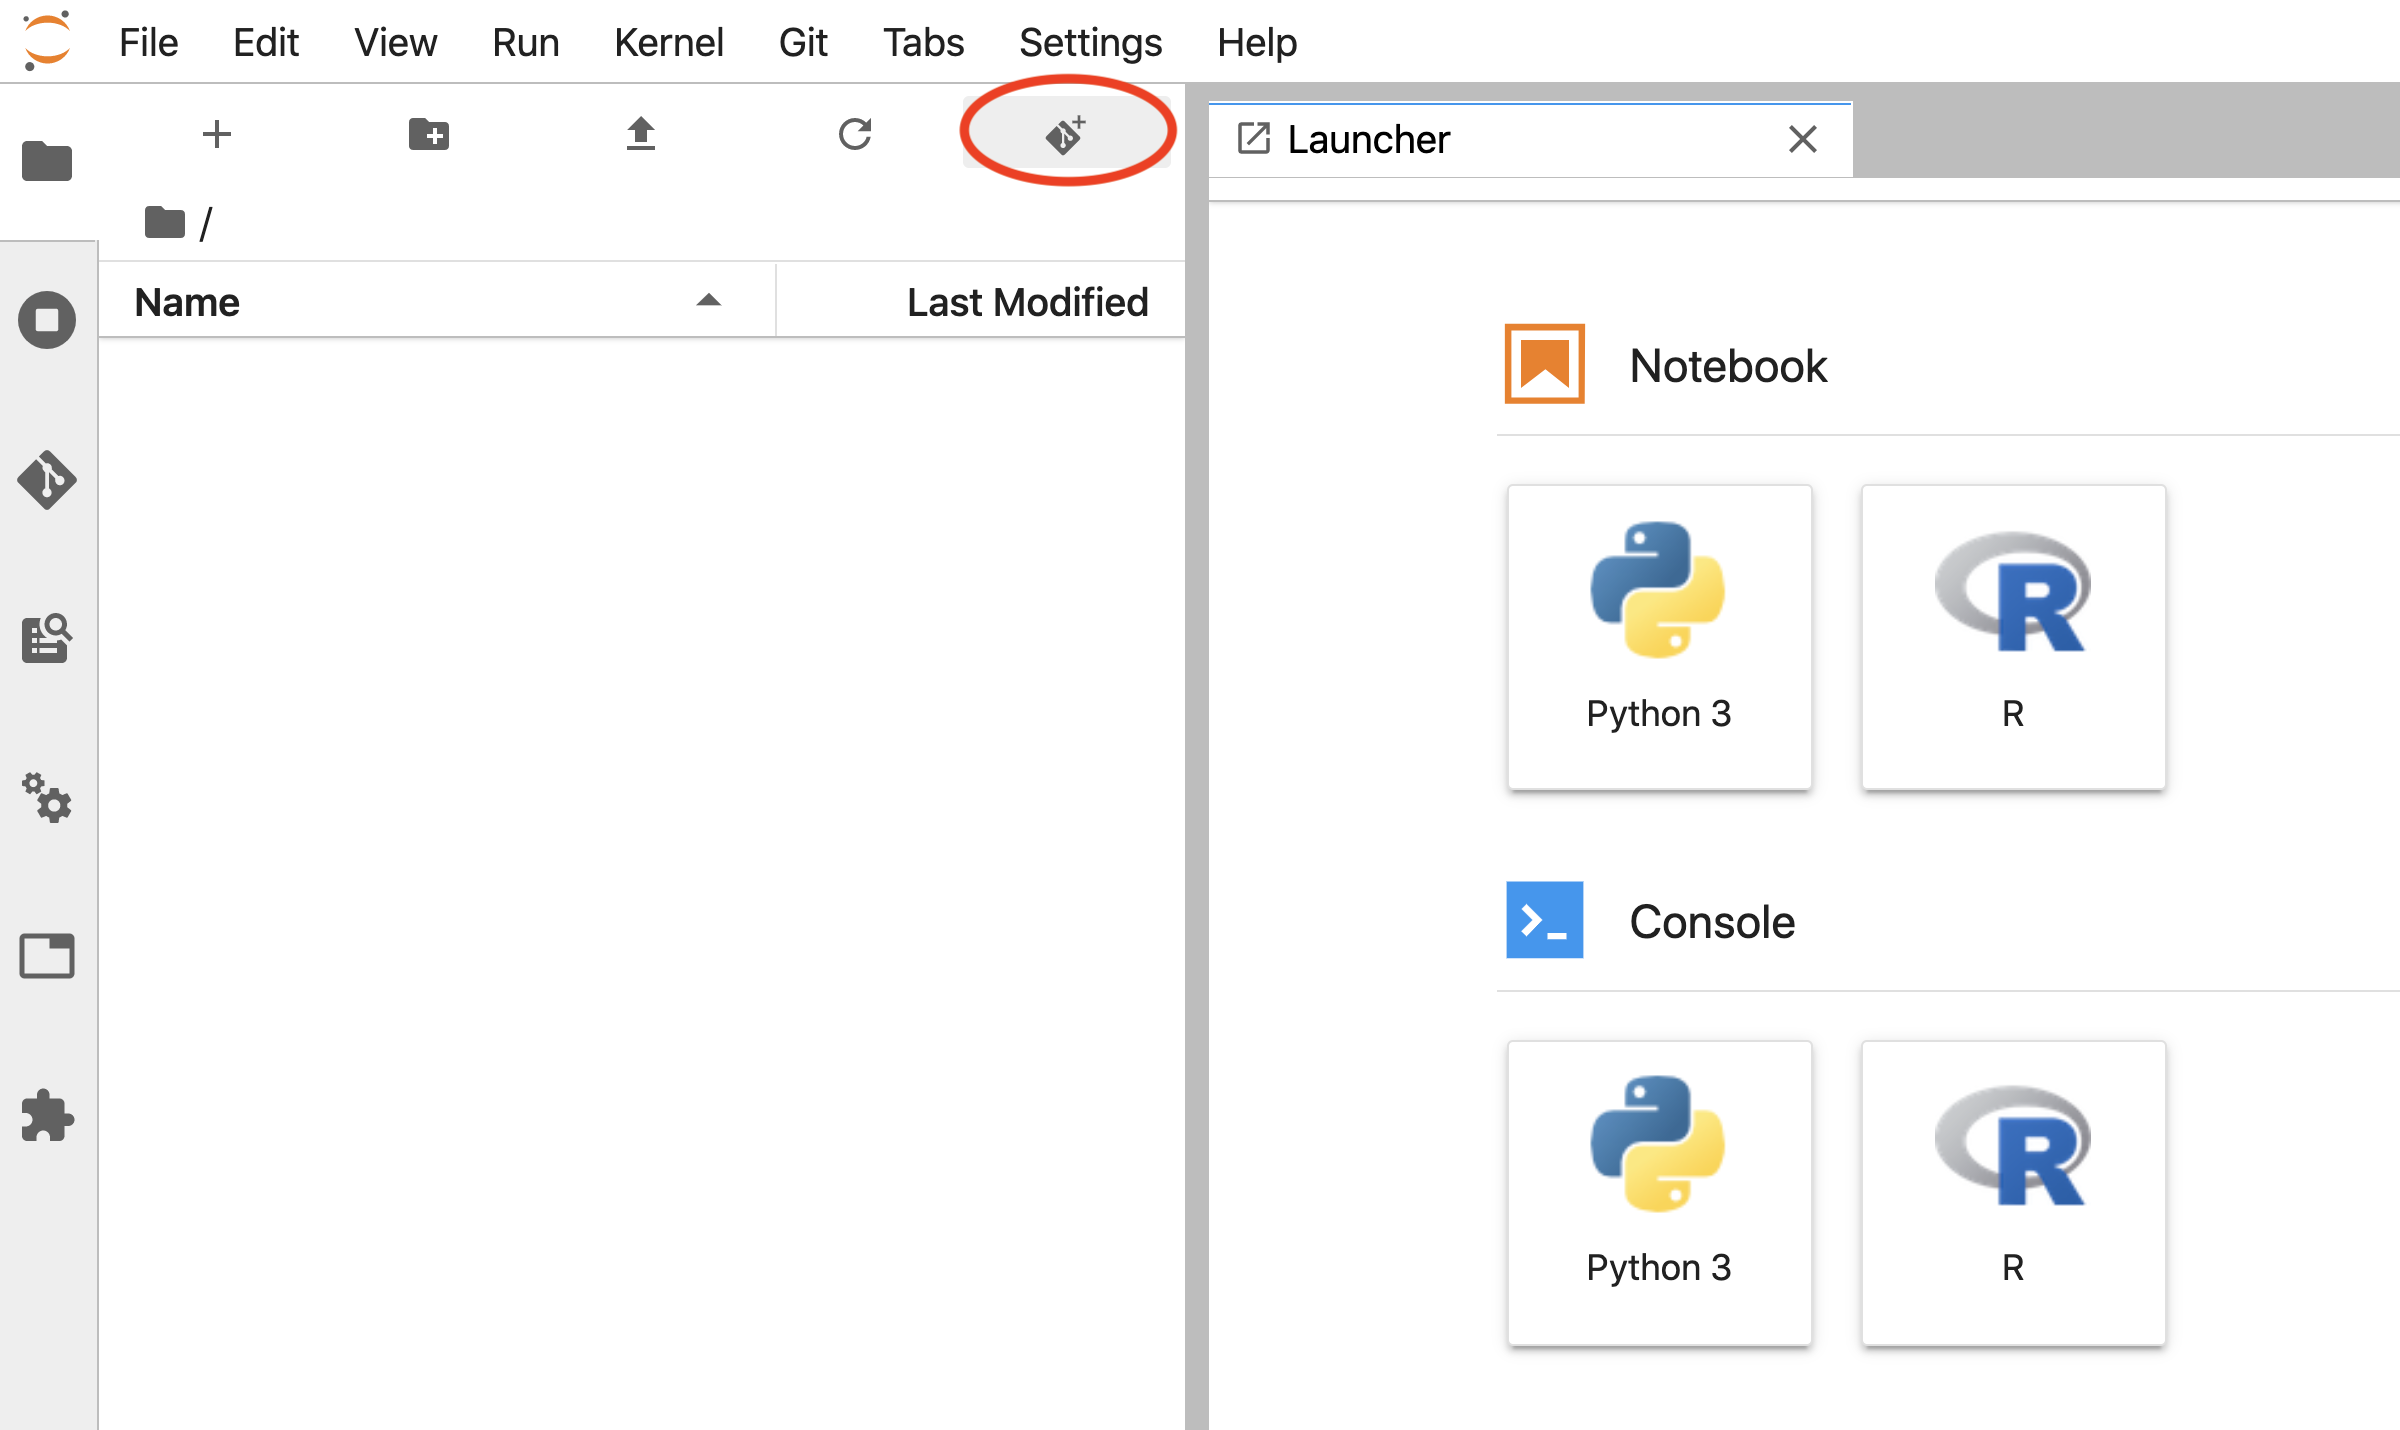 File Edit View Run Kernel Git Tabs Settings Help
Launcher
/
Name Last Modified
Notebook
Python 3 R
Console
Python 3 R